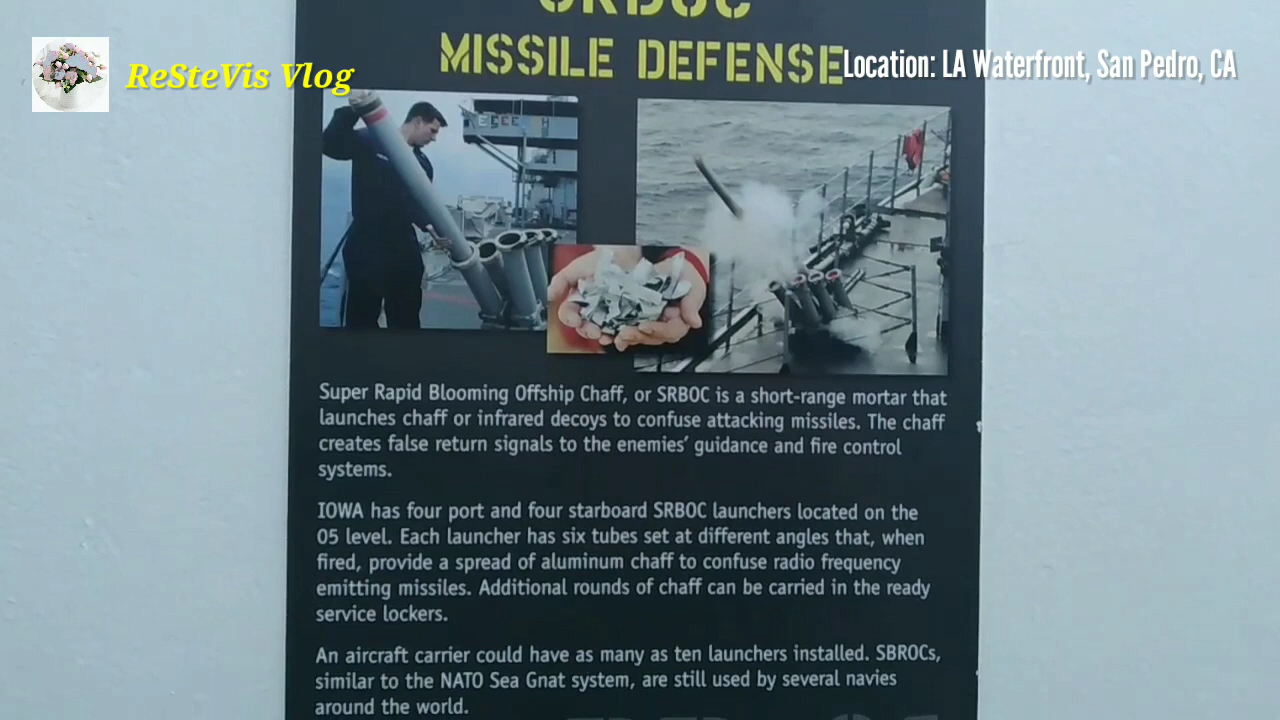 SRBOC
MISSILE DEFENSE
ReSteVis Vlog
Location: LA Waterfront, San Pedro, CA
Super Rapid Blooming Offship Chaff, or SRBOC is a short-range mortar that
launches chaff or infrared decoys to confuse attacking missiles. The chaff
creates false return signals to the enemies' guidance and fire control
systems.
IOWA has four port and four starboard SRBOC launchers located on the
05 level. Each launcher has six tubes set at different angles that, when
fired, provide a spread of aluminum chaff to confuse radio frequency
emitting missiles. Additional rounds of chaff can be carried in the ready
service lockers.
An aircraft carrier could have as many as ten launchers installed. SBROCs,
similar to the NATO Sea Gnat system, are still used by several navies
around the world.